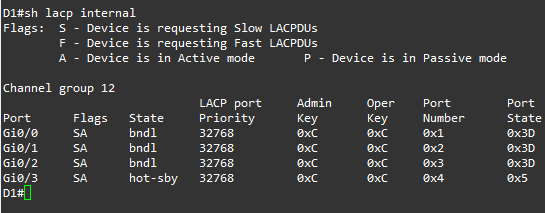 D1#sh lacp internal
Flags:  S - Device is requesting Slow LACPDUs
        F - Device is requesting Fast LACPDUs
        A - Device is in Active mode       P - Device is in Passive mode

Channel group 12
                            LACP port     Admin     Oper    Port        Port
Port      Flags   State     Priority      Key       Key     Number      State
Gi0/0     SA      bndl      32768         0xC       0xC     0x1         0x3D
Gi0/1     SA      bndl      32768         0xC       0xC     0x2         0x3D
Gi0/2     SA      bndl      32768         0xC       0xC     0x3         0x3D
Gi0/3     SA      hot-sby   32768         0xC       0xC     0x4         0x5
D1#